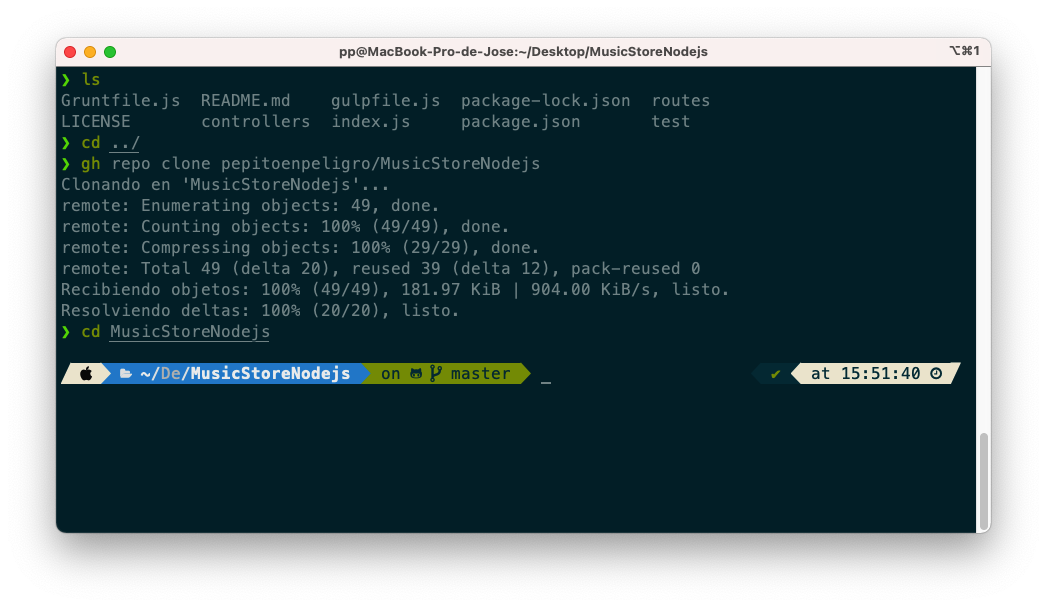 pp@MacBook-Pro-de-Jose:~/Desktop/MusicStoreNodejs ⌥⌘1
❯ ls
Gruntfile.js README.md gulpfile.js package-lock.json routes
LICENSE controllers index.js package.json test
❯ cd ../
❯ gh repo clone pepitoenpeligro/MusicStoreNodejs
Clonando en 'MusicStoreNodejs'...
remote: Enumerating objects: 49, done.
remote: Counting objects: 100% (49/49), done.
remote: Compressing objects: 100% (29/29), done.
remote: Total 49 (delta 20), reused 39 (delta 12), pack-reused 0
Recibiendo objetos: 100% (49/49), 181.97 KiB | 904.00 KiB/s, listo.
Resolviendo deltas: 100% (20/20), listo.
❯ cd MusicStoreNodejs
~/De/MusicStoreNodejs on master _ ✔ at 15:51:40